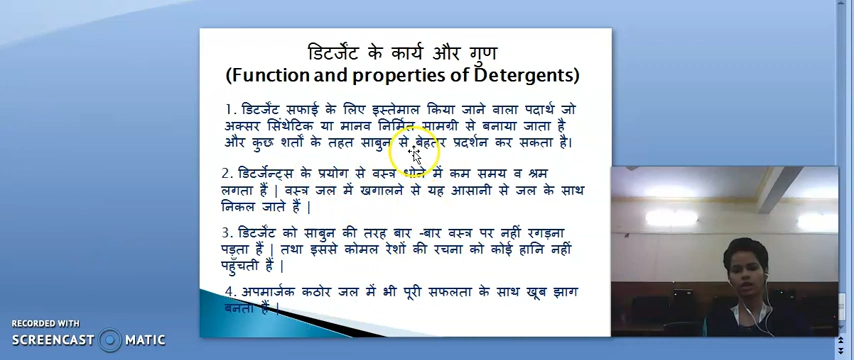 डिटर्जेंट के कार्य और गुण
(Function and properties of Detergents)
1. डिटर्जेंट सफाई के लिए इस्तेमाल किया जाने वाला पदार्थ जो
अक्सर सिंथेटिक या मानव निर्मित सामग्री से बनाया जाता है
और कुछ शर्तों के तहत साबुन से बेहतर प्रदर्शन कर सकता है।
2. डिटर्जेन्ट्स के प्रयोग से वस्त्र धोने में कम समय व श्रम
लगता हैं | वस्त्र जल में खगालने से यह आसानी से जल के साथ
निकल जाते हैं |
3. डिटर्जेंट को साबुन की तरह बार -बार वस्त्र पर नहीं रगड़ना
पड़ता हैं | तथा इससे कोमल रेशों की रचना को कोई हानि नहीं
पहुँचती हैं |
4. अपमार्जक कठोर जल में भी पूरी सफलता के साथ खूब झाग
बनता हैं |
RECORDED WITH
SCREENCAST MATIC